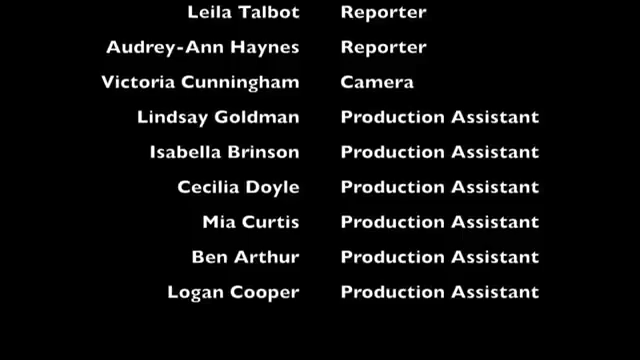 Leila Talbot Reporter
Audrey-Ann Haynes Reporter
Victoria Cunningham Camera
Lindsay Goldman Production Assistant
Isabella Brinson Production Assistant
Cecilia Doyle Production Assistant
Mia Curtis Production Assistant
Ben Arthur Production Assistant
Logan Cooper Production Assistant